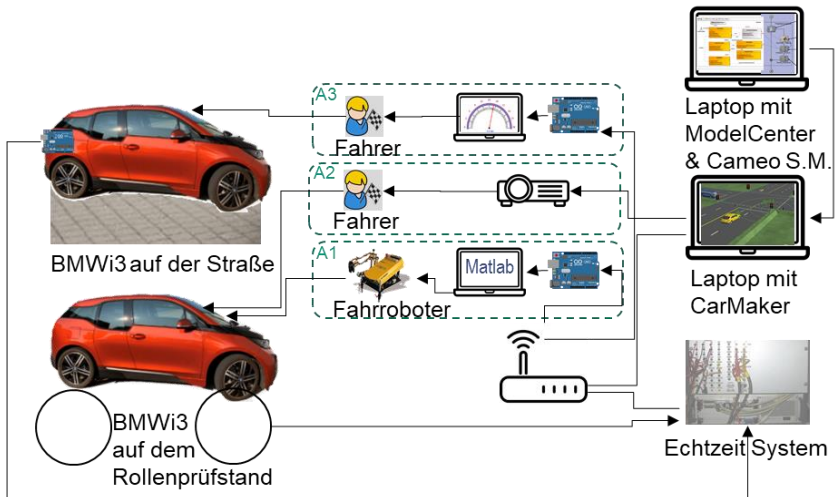 A3
Fahrer
A2
Fahrer
A1
Matlab
Fahrroboter
BMWi3 auf der Straße
BMWi3
auf dem
Rollenprüfstand
Laptop mit
ModelCenter
& Cameo S.M.
Laptop mit
CarMaker
Echtzeit System